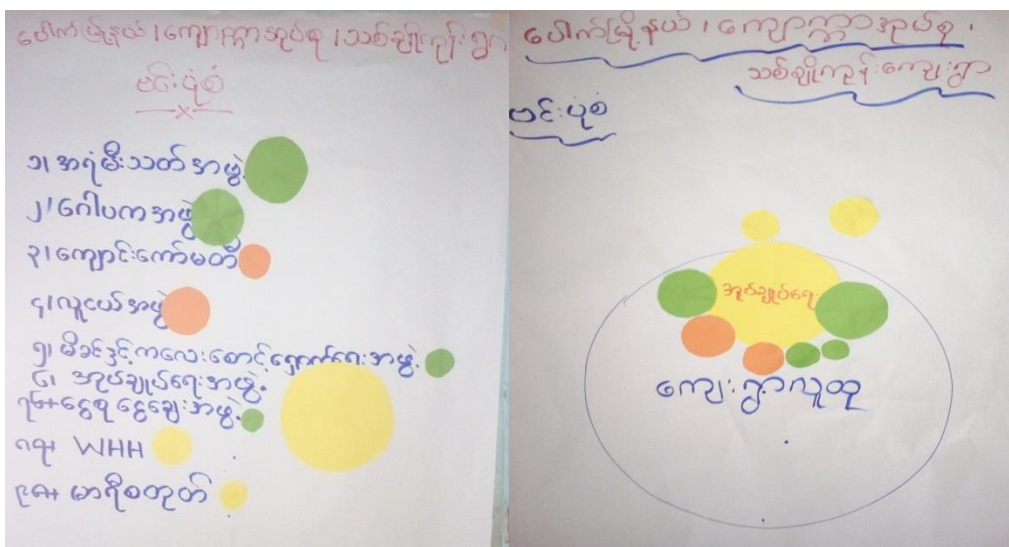 ပေါက်မြို့နယ်၊ ကျောက္ကာအုပ်စု၊ သစ်ချိုကုန်းရွာ
ဗင်းပုံစံ
၁၊ အရံမီးသတ်အဖွဲ့
၂၊ ဂေါပကအဖွဲ့
၃၊ ကျောင်းကော်မတီ
၄၊ လူငယ်အဖွဲ့
၅၊ မိခင်နှင့်ကလေးစောင့်ရှောက်ရေးအဖွဲ့
၆၊ အုပ်ချုပ်ရေးအဖွဲ့
ငွေစုငွေချေးအဖွဲ့
WHH
မာရီစတုတ်
ပေါက်မြို့နယ်၊ ကျောက္ကာအုပ်စု၊
သစ်ချိုကုန်းကျေးရွာ
ဗင်းပုံစံ
အုပ်ချုပ်ရေး
ကျေးရွာလူထု